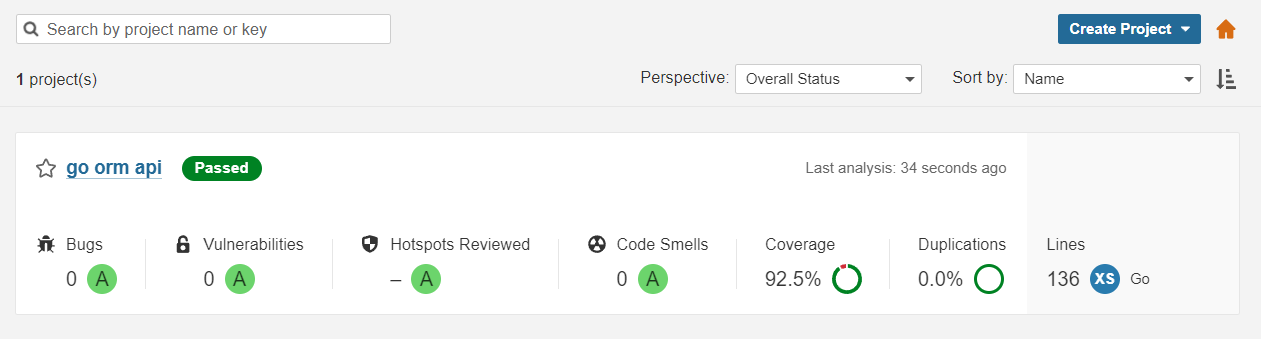 Search by project name or key
Create Project
1 project(s)
Perspective: Overall Status
Sort by: Name
go orm api Passed
Last analysis: 34 seconds ago
Bugs Vulnerabilities Hotspots Reviewed Code Smells Coverage Duplications Lines
0 A 0 A – A 0 A 92.5% 0.0% 136 XS Go